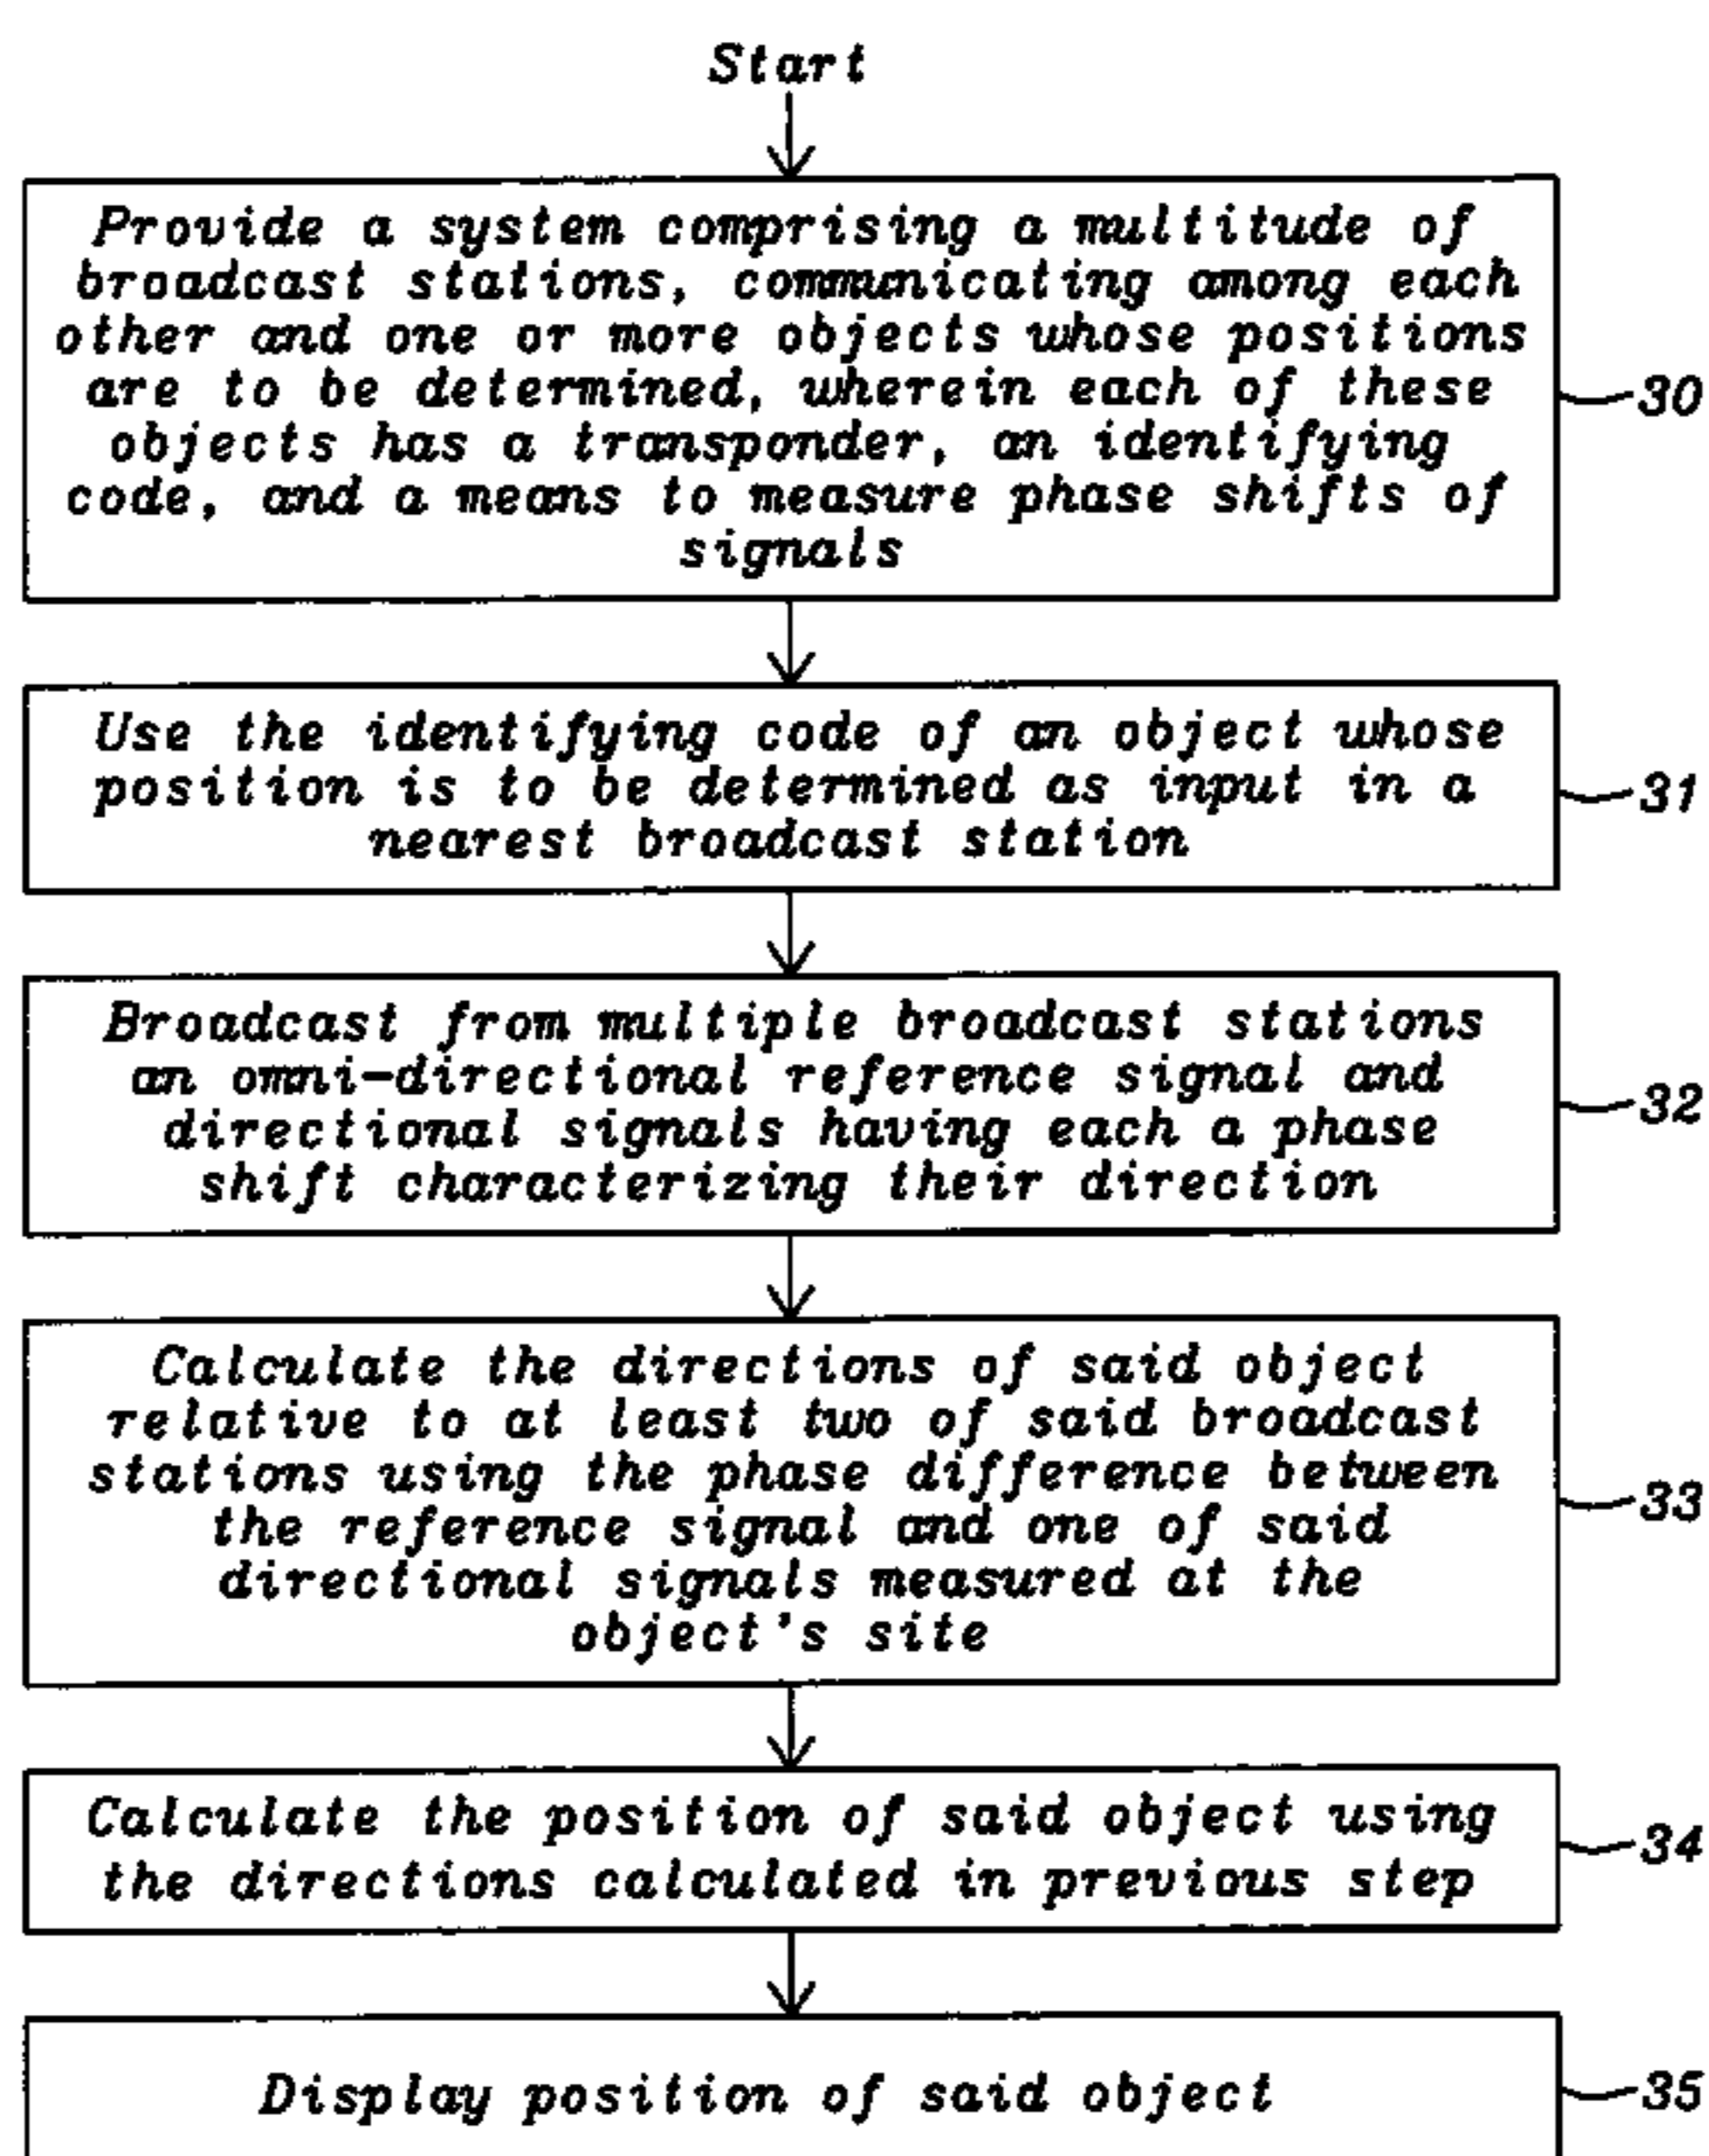 Start
Provide a system comprising a multitude of
broadcast stations, communicating among each
other and one or more objects whose positions
are to be determined, wherein each of these
objects has a transponder, an identifying
code, and a means to measure phase shifts of
signals
30
Use the identifying code of an object whose
position is to be determined as input in a
nearest broadcast station
31
Broadcast from multiple broadcast stations
an omni-directional reference signal and
directional signals having each a phase
shift characterizing their direction
32
Calculate the directions of said object
relative to at least two of said broadcast
stations using the phase difference between
the reference signal and one of said
directional signals measured at the
object's site
33
Calculate the position of said object using
the directions calculated in previous step
34
Display position of said object
35